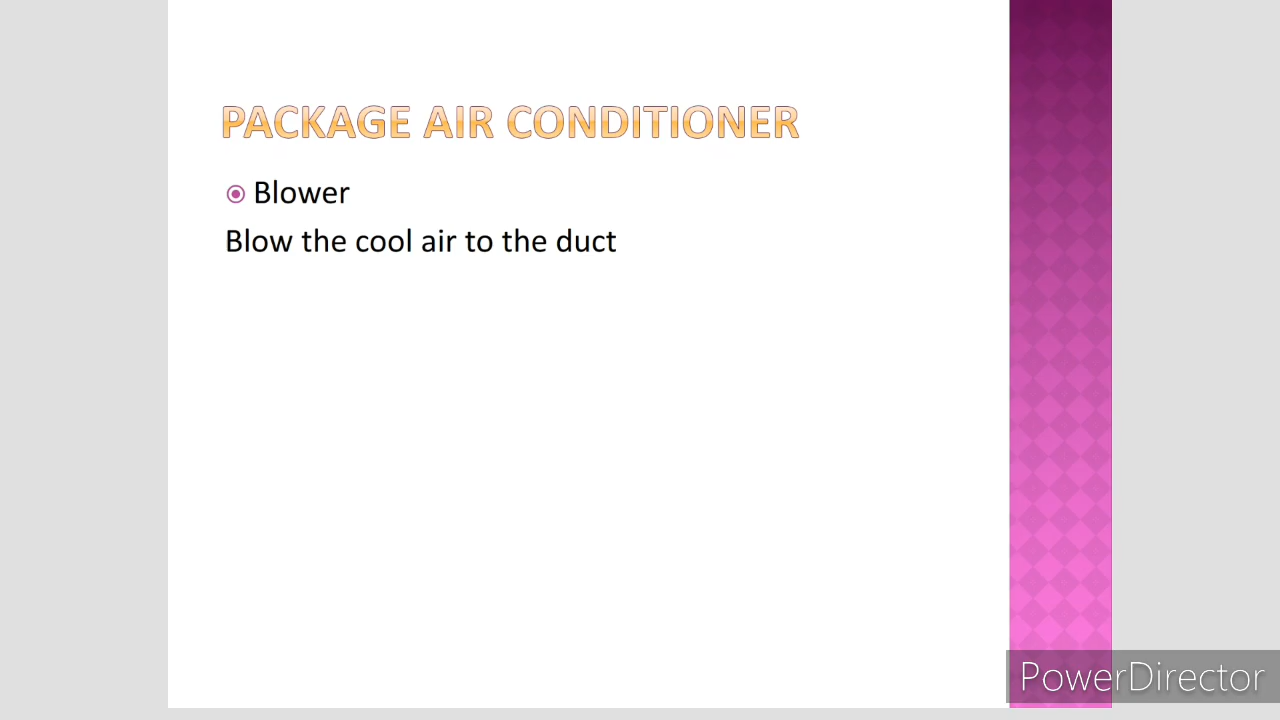 PACKAGE AIR CONDITIONER
Blower
Blow the cool air to the duct
PowerDirector